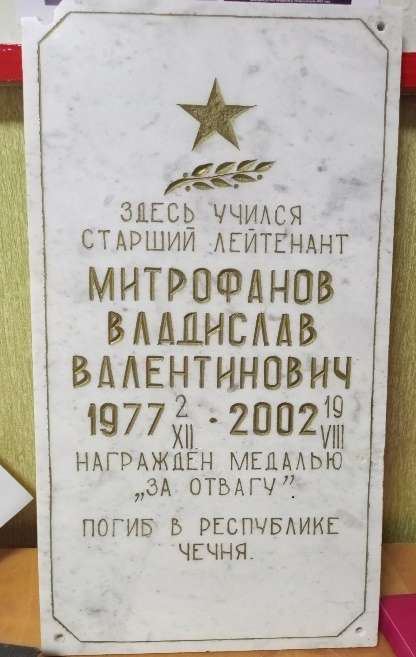 ЗДЕСЬ УЧИЛСЯ
СТАРШИЙ ЛЕЙТЕНАНТ
МИТРОФАНОВ
ВЛАДИСЛАВ
ВАЛЕНТИНОВИЧ
1977 2/XII · 2002 19/VIII
НАГРАЖДЕН МЕДАЛЬЮ
„ЗА ОТВАГУ”
ПОГИБ В РЕСПУБЛИКЕ
ЧЕЧНЯ.